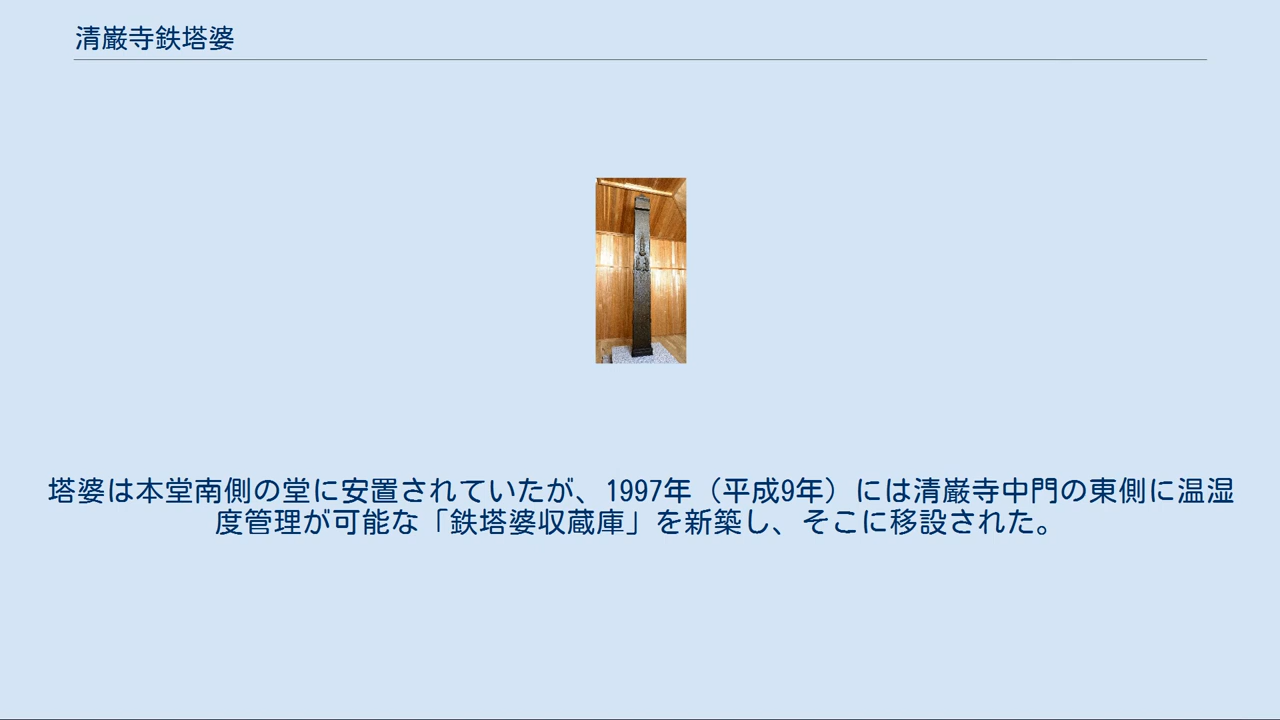 清巌寺鉄塔婆
塔婆は本堂南側の堂に安置されていたが、1997年（平成9年）には清巌寺中門の東側に温湿
度管理が可能な「鉄塔婆収蔵庫」を新築し、そこに移設された。